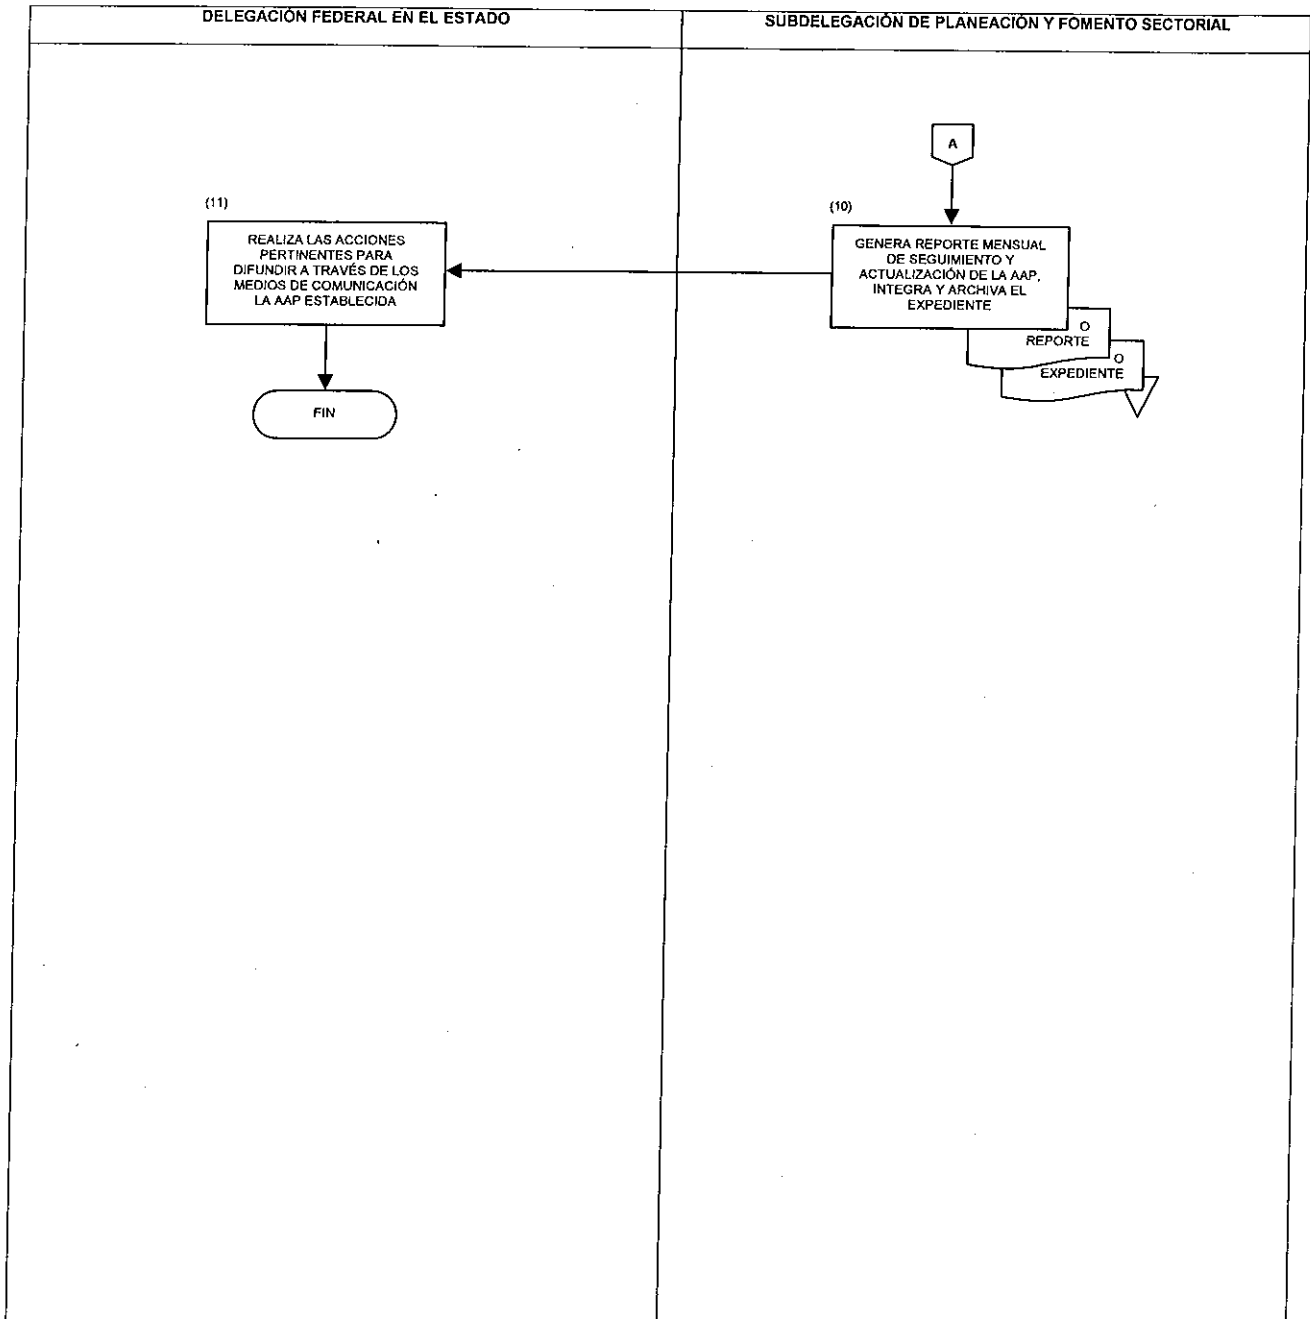 DELEGACIÓN FEDERAL EN EL ESTADO
SUBDELEGACIÓN DE PLANEACIÓN Y FOMENTO SECTORIAL
A
(10)
GENERA REPORTE MENSUAL
DE SEGUIMIENTO Y
ACTUALIZACIÓN DE LA AAP,
INTEGRA Y ARCHIVA EL
EXPEDIENTE
O
REPORTE
O
EXPEDIENTE
(11)
REALIZA LAS ACCIONES
PERTINENTES PARA
DIFUNDIR A TRAVÉS DE LOS
MEDIOS DE COMUNICACIÓN
LA AAP ESTABLECIDA
FIN